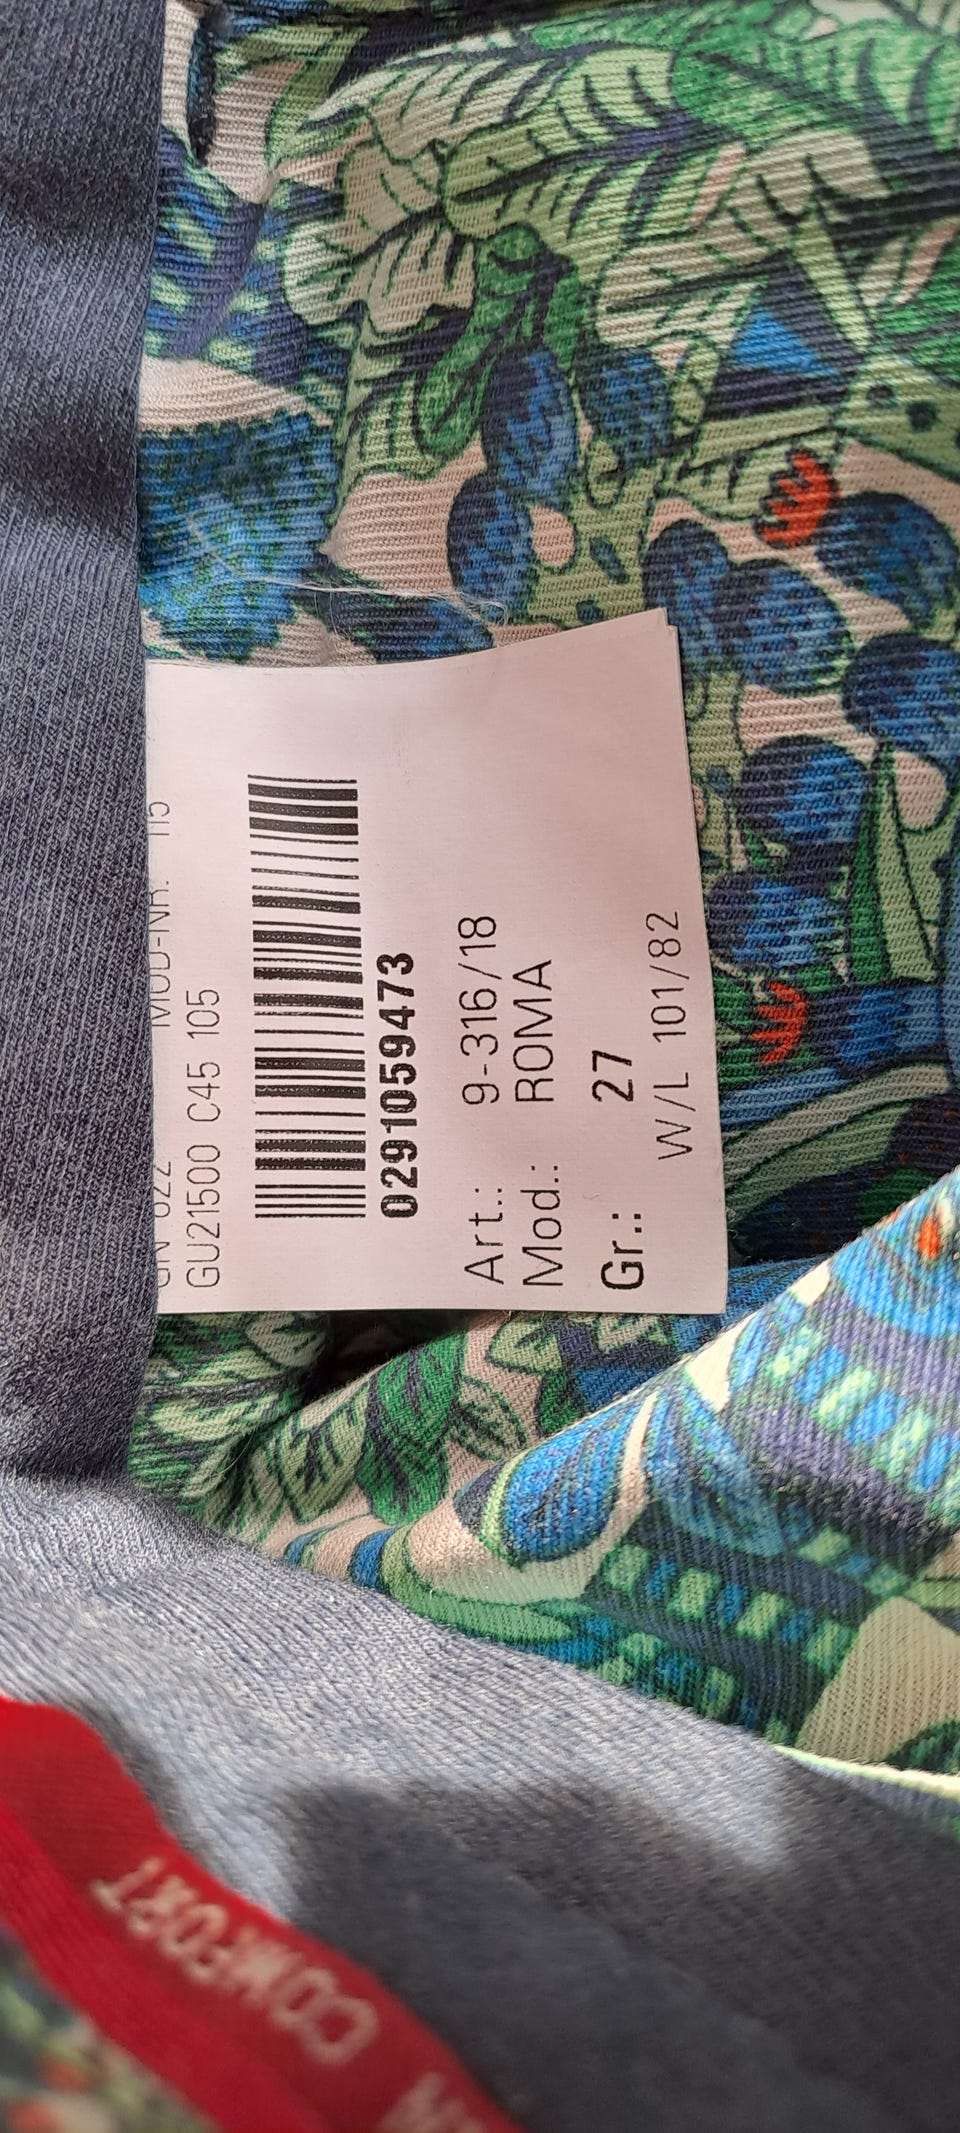 GU21500 C45 105
0291059473
Art.: 9-316/18
Mod.: ROMA
Gr.: 27
W/L 101/82
COMFORT